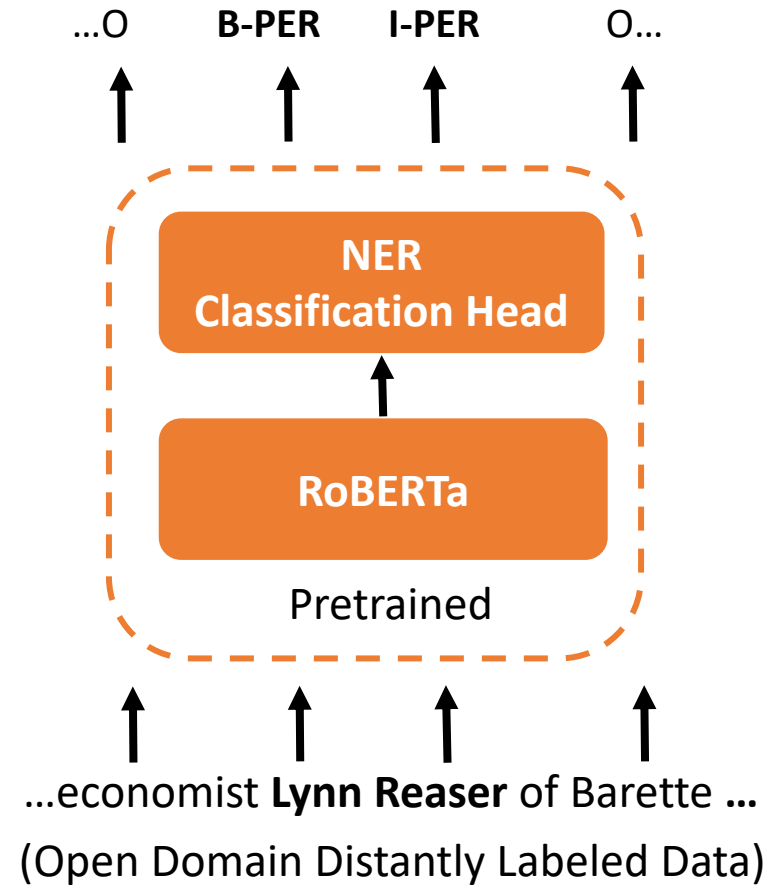 ...O B-PER I-PER O...
NER
Classification Head
RoBERTa
Pretrained
...economist Lynn Reaser of Barette ...
(Open Domain Distantly Labeled Data)